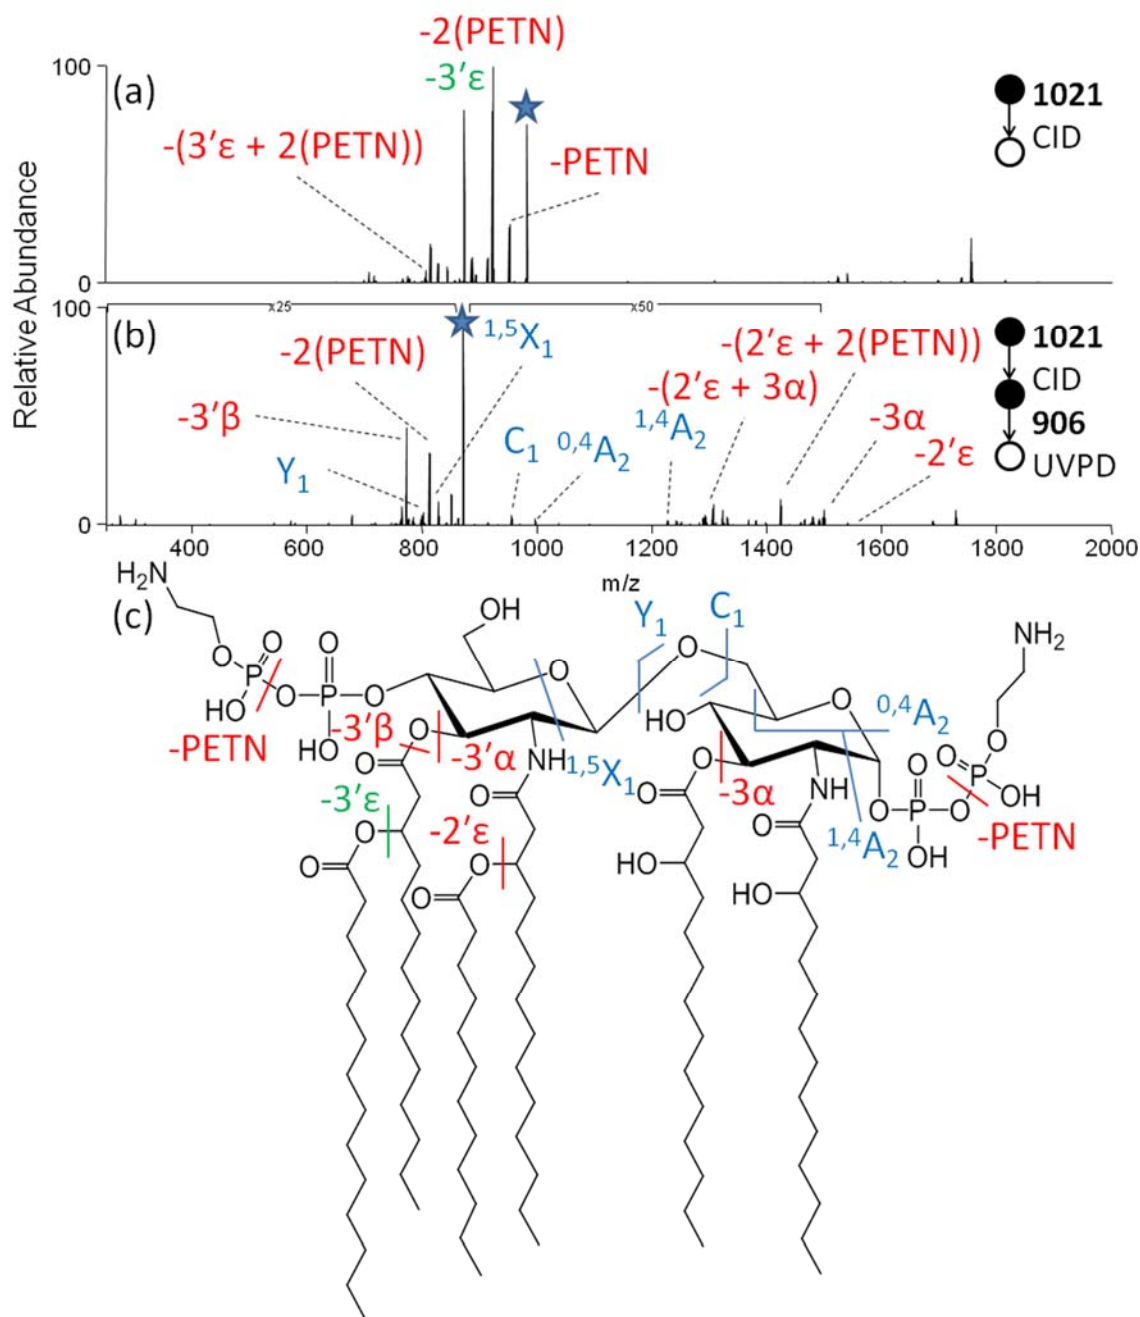 -2(PETN)
100
(a)
-3′ε
-(3′ε + 2(PETN))
-PETN
1021
CID
0
Relative Abundance
x25
x50
100
(b)
-2(PETN)
1,5X1
-(2′ε + 2(PETN))
-(2′ε + 3α)
1021
CID
906
UVPD
-3′β
Y1
C1
0,4A2
1,4A2
-3α
-2′ε
0
400 600 800 1000 1200 1400 1600 1800 2000
m/z
(c)
H2N
OH
Y1
C1
NH2
O
O
O
O
P
O
P
O
O
HO
HO
-PETN
-3′β
O
O
-3′α
NH
1,5X1
HO
O
0,4A2
O
O
O
P
OH
-3′ε
O
O
-2′ε
O
O
O
O
O
-3α
NH
O
P
O
OH
1,4A2
-PETN
HO
HO